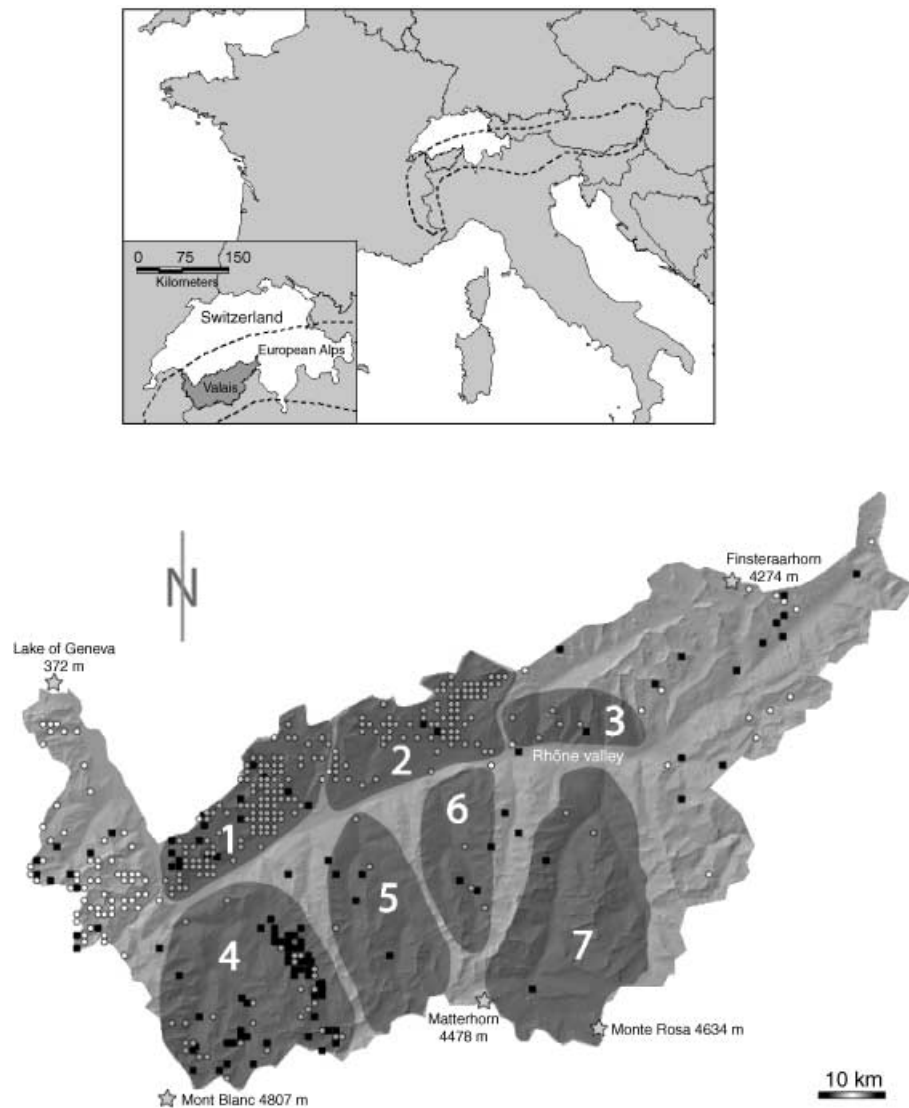 0 75 150
Kilometers
Switzerland
European Alps
Valais
N
Finsteraarhorn
4274 m
Lake of Geneva
372 m
3
2
Rhône valley
1
6
5
4
7
Matterhorn
4478 m
Monte Rosa 4634 m
Mont Blanc 4807 m
10 km